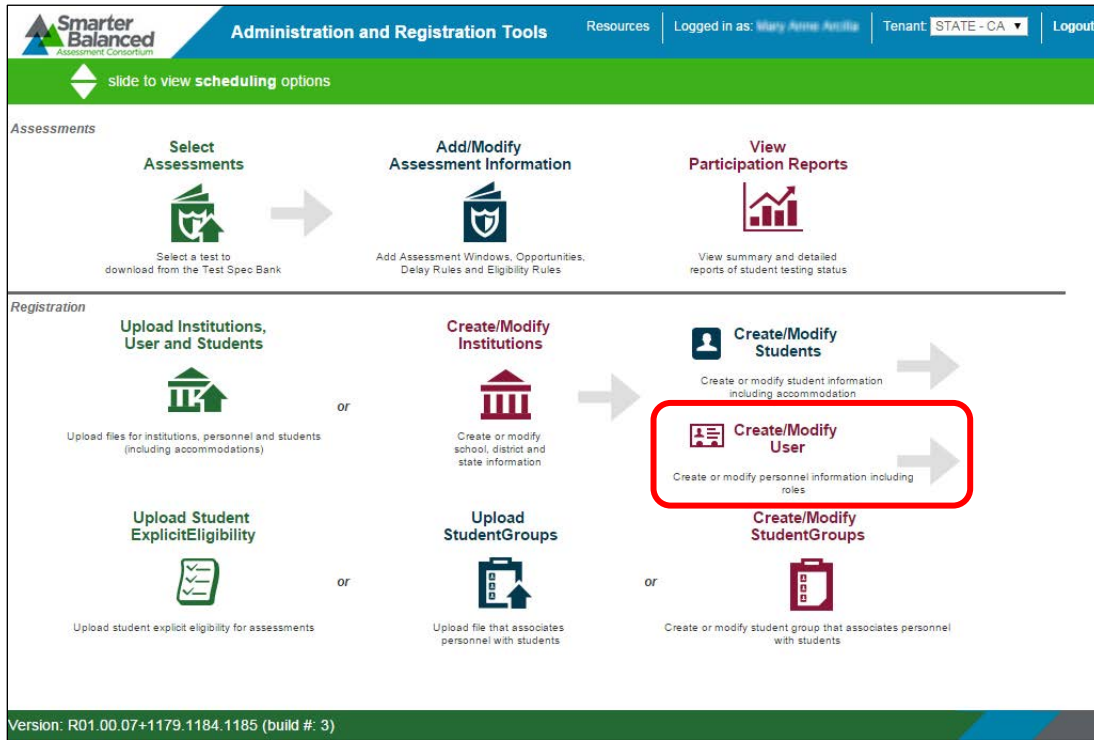 Smarter
Balanced
Assessment Consortium
Administration and Registration Tools
Resources
Logged in as:
Tenant: STATE - CA
Logout
slide to view scheduling options
Assessments
Select
Assessments
Select a test to
download from the Test Spec Bank
Add/Modify
Assessment Information
Add Assessment Windows, Opportunities,
Delay Rules and Eligibility Rules
View
Participation Reports
View summary and detailed
reports of student testing status
Registration
Upload Institutions,
User and Students
Upload files for institutions, personnel and students
(including accommodations)
or
Create/Modify
Institutions
Create or modify
school, district and
state information
Create/Modify
Students
Create or modify student information
including accommodation
Create/Modify
User
Create or modify personnel information including
roles
Upload Student
ExplicitEligibility
Upload student explicit eligibility for assessments
or
Upload
StudentGroups
Upload file that associates
personnel with students
or
Create/Modify
StudentGroups
Create or modify student group that associates personnel
with students
Version: R01.00.07+1179.1184.1185 (build #: 3)